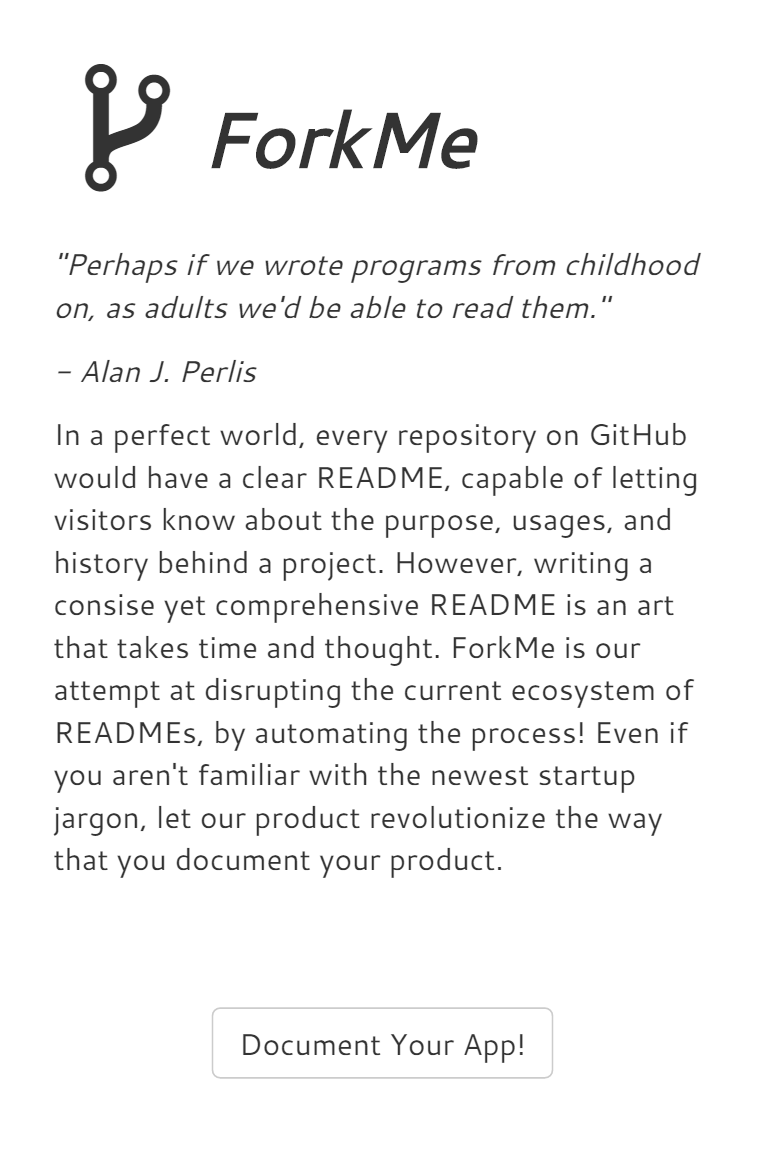 ForkMe
"Perhaps if we wrote programs from childhood
on, as adults we'd be able to read them."
- Alan J. Perlis
In a perfect world, every repository on GitHub
would have a clear README, capable of letting
visitors know about the purpose, usages, and
history behind a project. However, writing a
consise yet comprehensive README is an art
that takes time and thought. ForkMe is our
attempt at disrupting the current ecosystem of
READMEs, by automating the process! Even if
you aren't familiar with the newest startup
jargon, let our product revolutionize the way
that you document your product.
Document Your App!